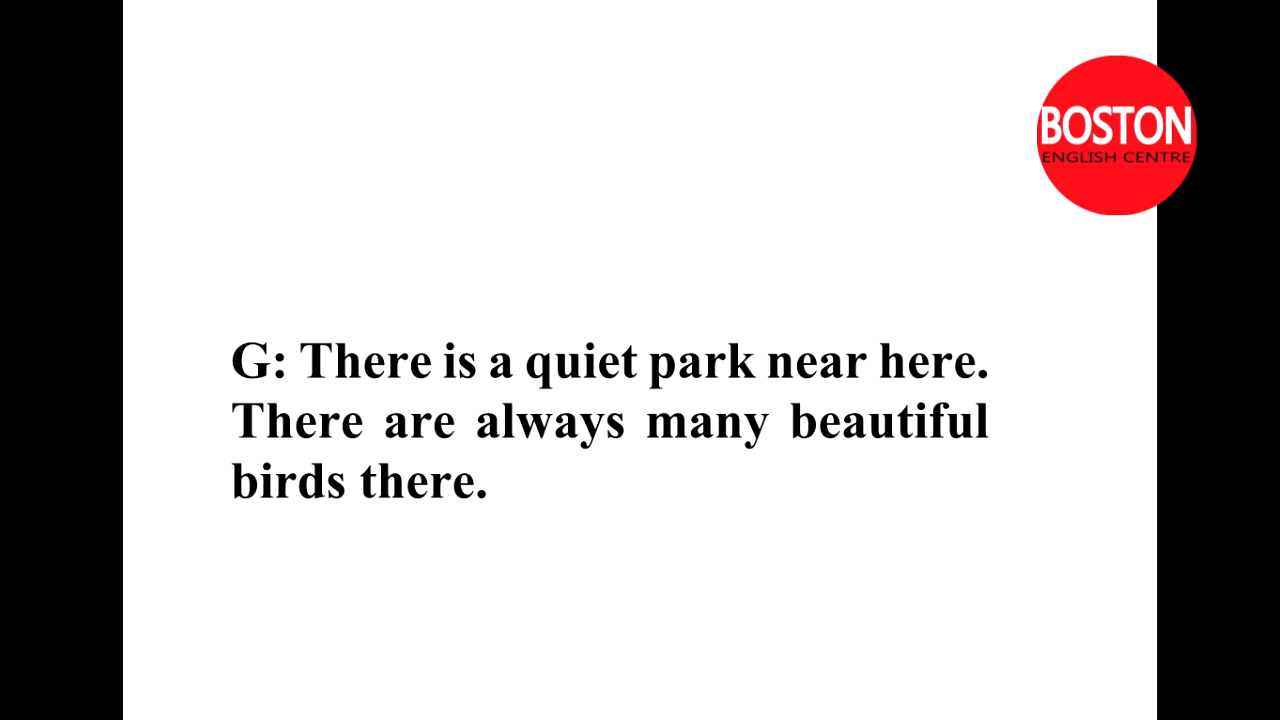 BOSTON
ENGLISH CENTRE
G: There is a quiet park near here.
There are always many beautiful
birds there.